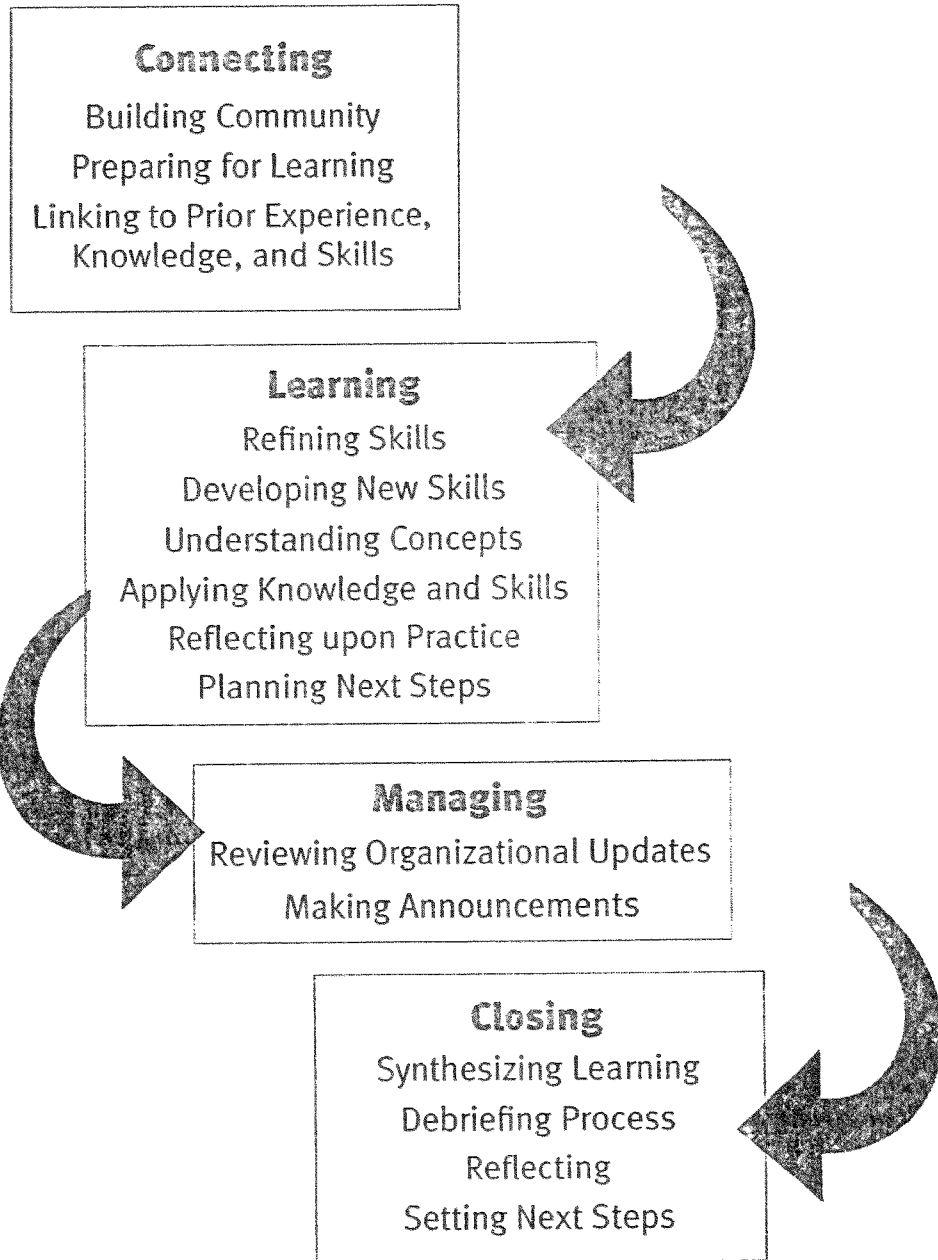 Connecting
Building Community
Preparing for Learning
Linking to Prior Experience,
Knowledge, and Skills
Learning
Refining Skills
Developing New Skills
Understanding Concepts
Applying Knowledge and Skills
Reflecting upon Practice
Planning Next Steps
Managing
Reviewing Organizational Updates
Making Announcements
Closing
Synthesizing Learning
Debriefing Process
Reflecting
Setting Next Steps